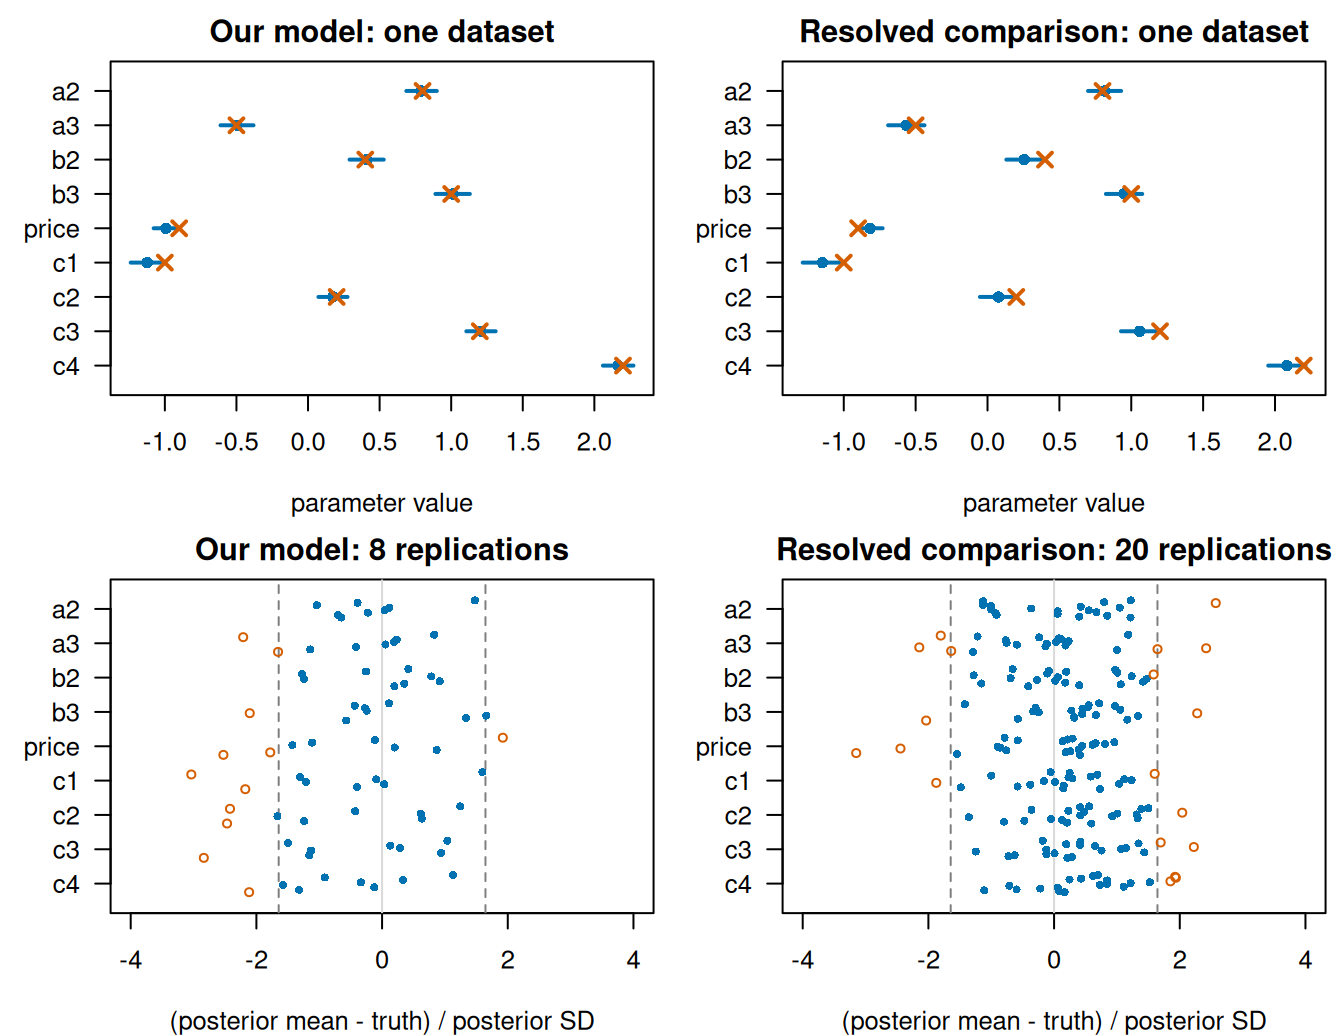 Our model: one dataset
a2
a3
b2
b3
price
c1
c2
c3
c4
-1.0 -0.5 0.0 0.5 1.0 1.5 2.0
parameter value
Resolved comparison: one dataset
a2
a3
b2
b3
price
c1
c2
c3
c4
-1.0 -0.5 0.0 0.5 1.0 1.5 2.0
parameter value
Our model: 8 replications
a2
a3
b2
b3
price
c1
c2
c3
c4
-4 -2 0 2 4
(posterior mean - truth) / posterior SD
Resolved comparison: 20 replications
a2
a3
b2
b3
price
c1
c2
c3
c4
-4 -2 0 2 4
(posterior mean - truth) / posterior SD